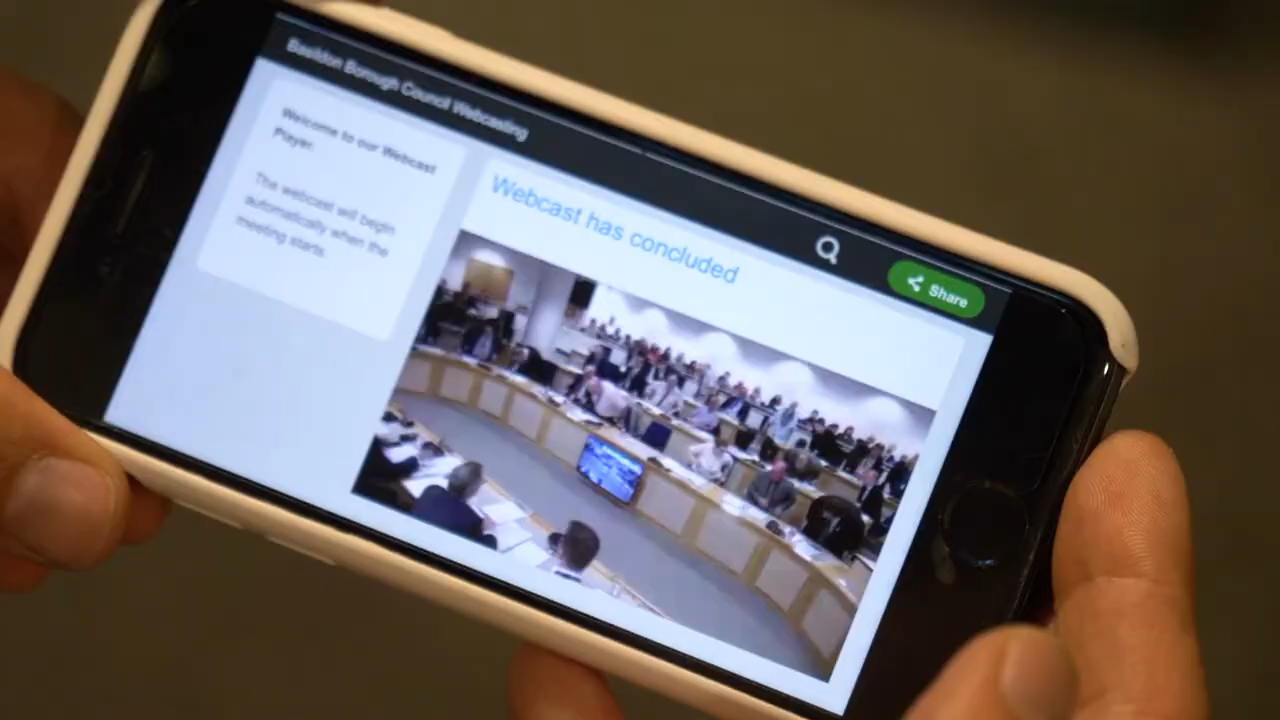 Basildon Borough Council Webcasting
Share
Welcome to our Webcast
Player.
The webcast will begin
automatically when the
meeting starts.
Webcast has concluded